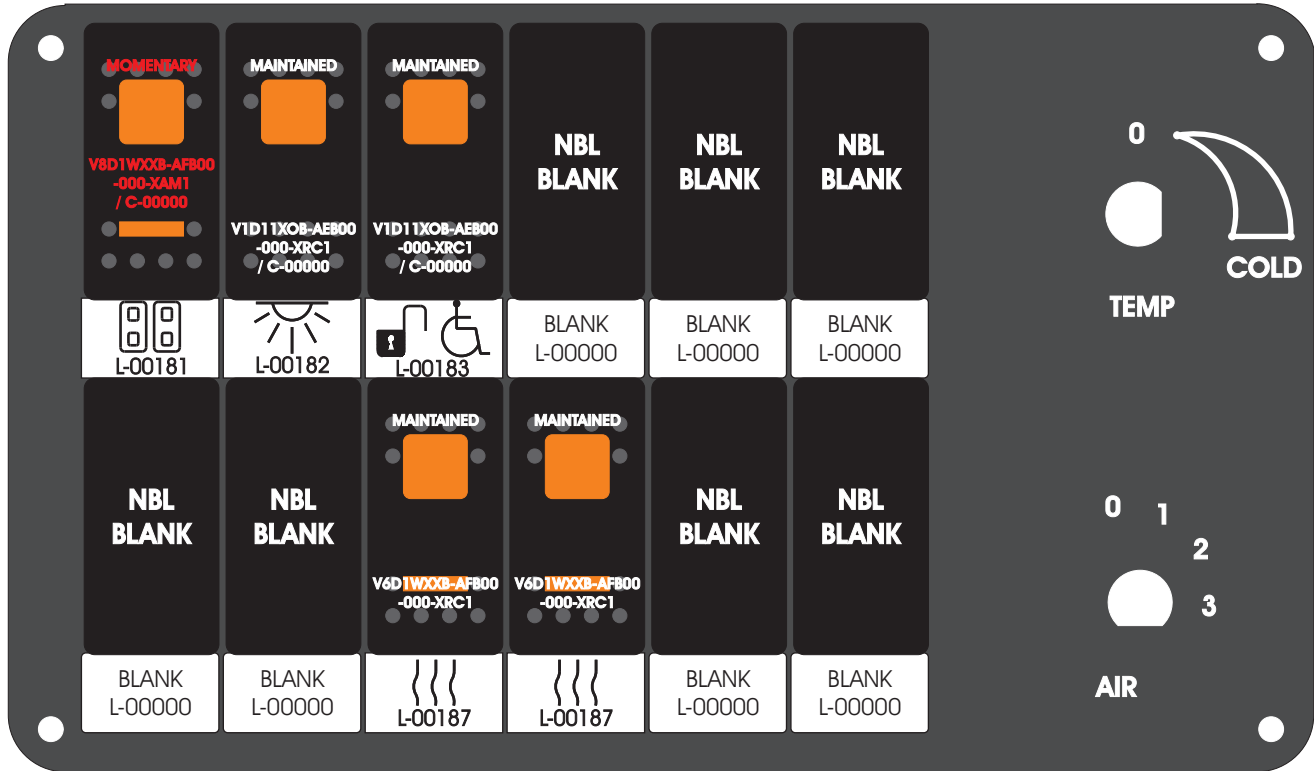 MOMENTARY
V8D1WXXB-AFB00
-000-XAM1
/ C-00000
L-00181
MAINTAINED
V1D11XOB-AEB00
-000-XRC1
/ C-00000
L-00182
MAINTAINED
V1D11XOB-AEB00
-000-XRC1
/ C-00000
L-00183
NBL
BLANK
BLANK
L-00000
NBL
BLANK
BLANK
L-00000
NBL
BLANK
BLANK
L-00000
0
COLD
TEMP
NBL
BLANK
BLANK
L-00000
NBL
BLANK
BLANK
L-00000
MAINTAINED
V6D1WXXB-AFB00
-000-XRC1
L-00187
MAINTAINED
V6D1WXXB-AFB00
-000-XRC1
L-00187
NBL
BLANK
BLANK
L-00000
NBL
BLANK
BLANK
L-00000
0
1
2
3
AIR